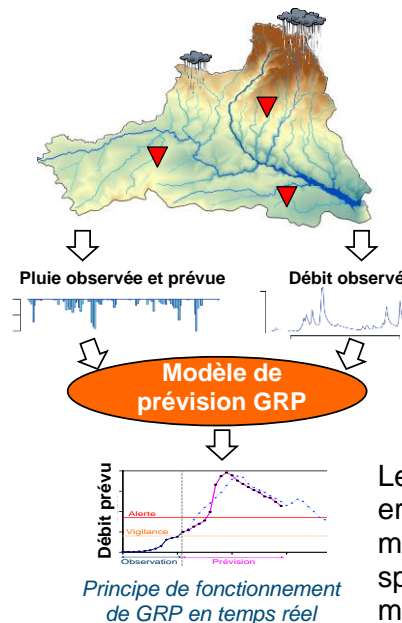 Pluie observée et prévue
Débit observé
Modèle de
prévision GRP
Débit prévu
Alerte
Vigilance
Observation
Prévision
Principe de fonctionnement
de GRP en temps réel
Le
m